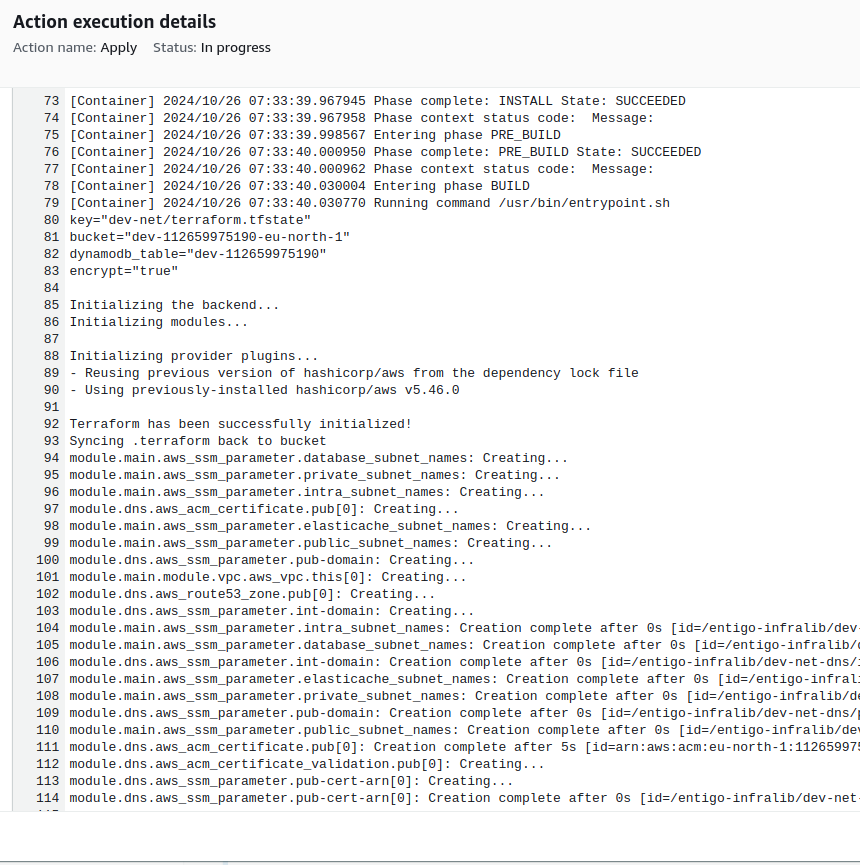 Action execution details
Action name: Apply Status: In progress
73 [Container] 2024/10/26 07:33:39.967945 Phase complete: INSTALL State: SUCCEEDED
74 [Container] 2024/10/26 07:33:39.967958 Phase context status code:  Message:
75 [Container] 2024/10/26 07:33:39.998567 Entering phase PRE_BUILD
76 [Container] 2024/10/26 07:33:40.000950 Phase complete: PRE_BUILD State: SUCCEEDED
77 [Container] 2024/10/26 07:33:40.000962 Phase context status code:  Message:
78 [Container] 2024/10/26 07:33:40.030004 Entering phase BUILD
79 [Container] 2024/10/26 07:33:40.030770 Running command /usr/bin/entrypoint.sh
80 key="dev-net/terraform.tfstate"
81 bucket="dev-112659975190-eu-north-1"
82 dynamodb_table="dev-112659975190"
83 encrypt="true"
84
85 Initializing the backend...
86 Initializing modules...
87
88 Initializing provider plugins...
89 - Reusing previous version of hashicorp/aws from the dependency lock file
90 - Using previously-installed hashicorp/aws v5.46.0
91
92 Terraform has been successfully initialized!
93 Syncing .terraform back to bucket
94 module.main.aws_ssm_parameter.database_subnet_names: Creating...
95 module.main.aws_ssm_parameter.private_subnet_names: Creating...
96 module.main.aws_ssm_parameter.intra_subnet_names: Creating...
97 module.dns.aws_acm_certificate.pub[0]: Creating...
98 module.main.aws_ssm_parameter.elasticache_subnet_names: Creating...
99 module.main.aws_ssm_parameter.public_subnet_names: Creating...
100 module.dns.aws_ssm_parameter.pub-domain: Creating...
101 module.main.module.vpc.aws_vpc.this[0]: Creating...
102 module.dns.aws_route53_zone.pub[0]: Creating...
103 module.dns.aws_ssm_parameter.int-domain: Creating...
104 module.main.aws_ssm_parameter.intra_subnet_names: Creation complete after 0s [id=/entigo-infralib/dev-
105 module.main.aws_ssm_parameter.database_subnet_names: Creation complete after 0s [id=/entigo-infralib/
106 module.dns.aws_ssm_parameter.int-domain: Creation complete after 0s [id=/entigo-infralib/dev-net-dns/
107 module.main.aws_ssm_parameter.elasticache_subnet_names: Creation complete after 0s [id=/entigo-infral
108 module.main.aws_ssm_parameter.private_subnet_names: Creation complete after 0s [id=/entigo-infralib/de
109 module.dns.aws_ssm_parameter.pub-domain: Creation complete after 0s [id=/entigo-infralib/dev-net-dns/p
110 module.main.aws_ssm_parameter.public_subnet_names: Creation complete after 0s [id=/entigo-infralib/dev
111 module.dns.aws_acm_certificate.pub[0]: Creation complete after 5s [id=arn:aws:acm:eu-north-1:112659975
112 module.dns.aws_acm_certificate_validation.pub[0]: Creating...
113 module.dns.aws_ssm_parameter.pub-cert-arn[0]: Creating...
114 module.dns.aws_ssm_parameter.pub-cert-arn[0]: Creation complete after 0s [id=/entigo-infralib/dev-net-